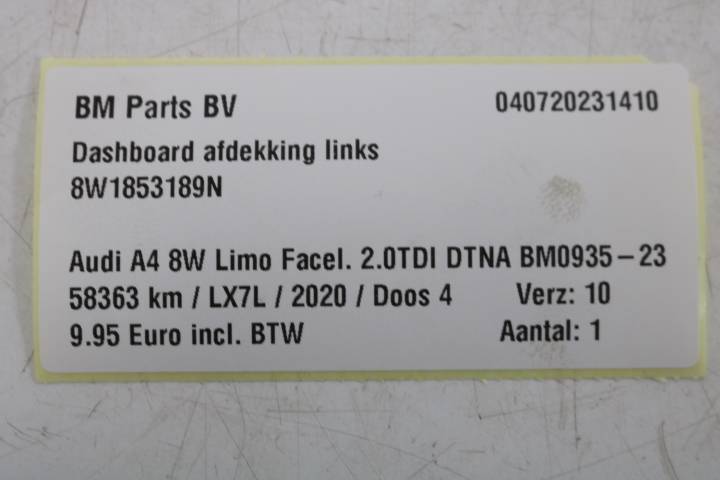 BM Parts BV 040720231410
Dashboard afdekking links
8W1853189N
Audi A4 8W Limo Facel. 2.0TDI DTNA BM0935-23
58363 km / LX7L / 2020 / Doos 4 Verz: 10
9.95 Euro incl. BTW Aantal: 1